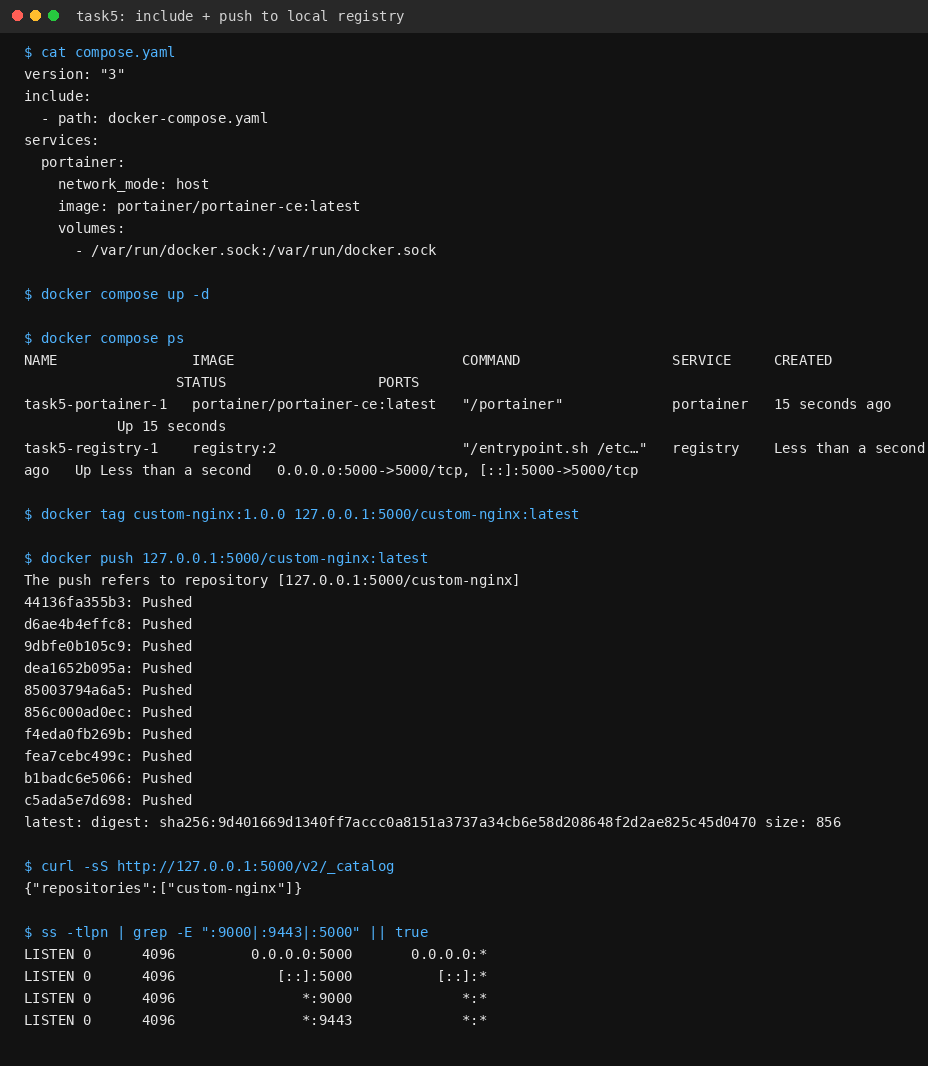 task5: include + push to local registry
$ cat compose.yaml
version: "3"
include:
  - path: docker-compose.yaml
services:
  portainer:
    network_mode: host
    image: portainer/portainer-ce:latest
    volumes:
      - /var/run/docker.sock:/var/run/docker.sock
$ docker compose up -d
$ docker compose ps
NAME                IMAGE                           COMMAND                  SERVICE     CREATED
                  STATUS                  PORTS
task5-portainer-1   portainer/portainer-ce:latest   "/portainer"             portainer   15 seconds ago
           Up 15 seconds
task5-registry-1    registry:2                      "/entrypoint.sh /etc…"   registry    Less than a second
ago   Up Less than a second   0.0.0.0:5000->5000/tcp, [::]:5000->5000/tcp
$ docker tag custom-nginx:1.0.0 127.0.0.1:5000/custom-nginx:latest
$ docker push 127.0.0.1:5000/custom-nginx:latest
The push refers to repository [127.0.0.1:5000/custom-nginx]
44136fa355b3: Pushed
d6ae4b4effc8: Pushed
9dbfe0b105c9: Pushed
dea1652b095a: Pushed
85003794a6a5: Pushed
856c000ad0ec: Pushed
f4eda0fb269b: Pushed
fea7cebc499c: Pushed
b1badc6e5066: Pushed
c5ada5e7d698: Pushed
latest: digest: sha256:9d401669d1340ff7accc0a8151a3737a34cb6e58d208648f2d2ae825c45d0470 size: 856
$ curl -sS http://127.0.0.1:5000/v2/_catalog
{"repositories":["custom-nginx"]}
$ ss -tlpn | grep -E ":9000|:9443|:5000" || true
LISTEN 0      4096         0.0.0.0:5000       0.0.0.0:*
LISTEN 0      4096            [::]:5000          [::]:*
LISTEN 0      4096               *:9000             *:*
LISTEN 0      4096               *:9443             *:*